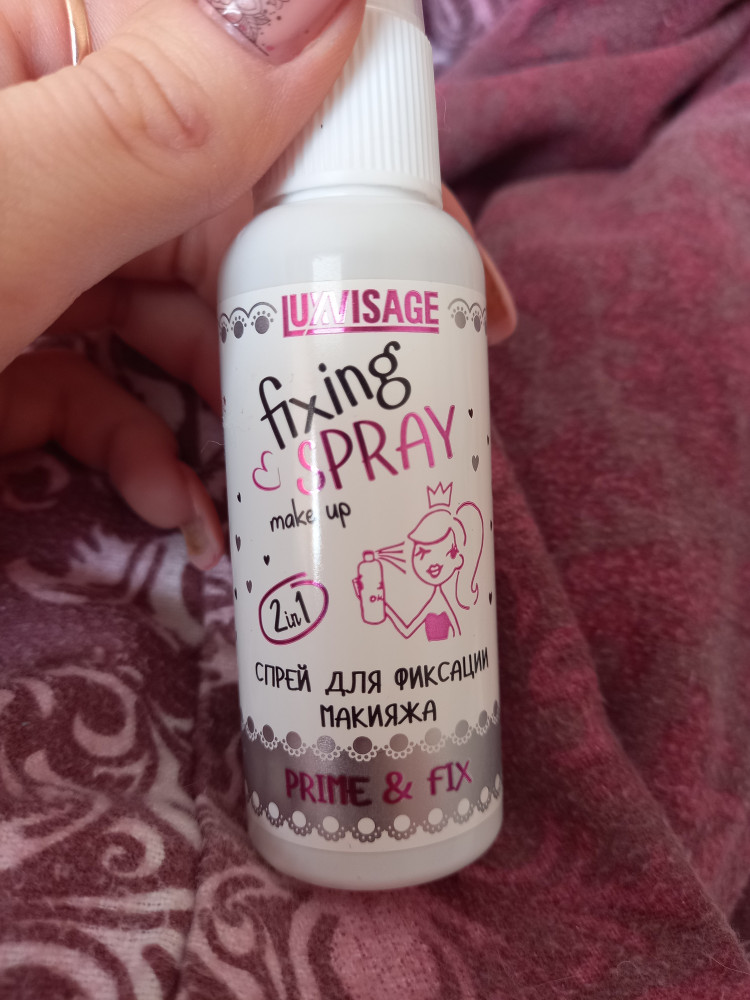 LUXVISAGE
fixing
SPRAY
make up
2in1
СПРЕЙ ДЛЯ ФИКСАЦИИ
МАКИЯЖА
PRIME & FIX